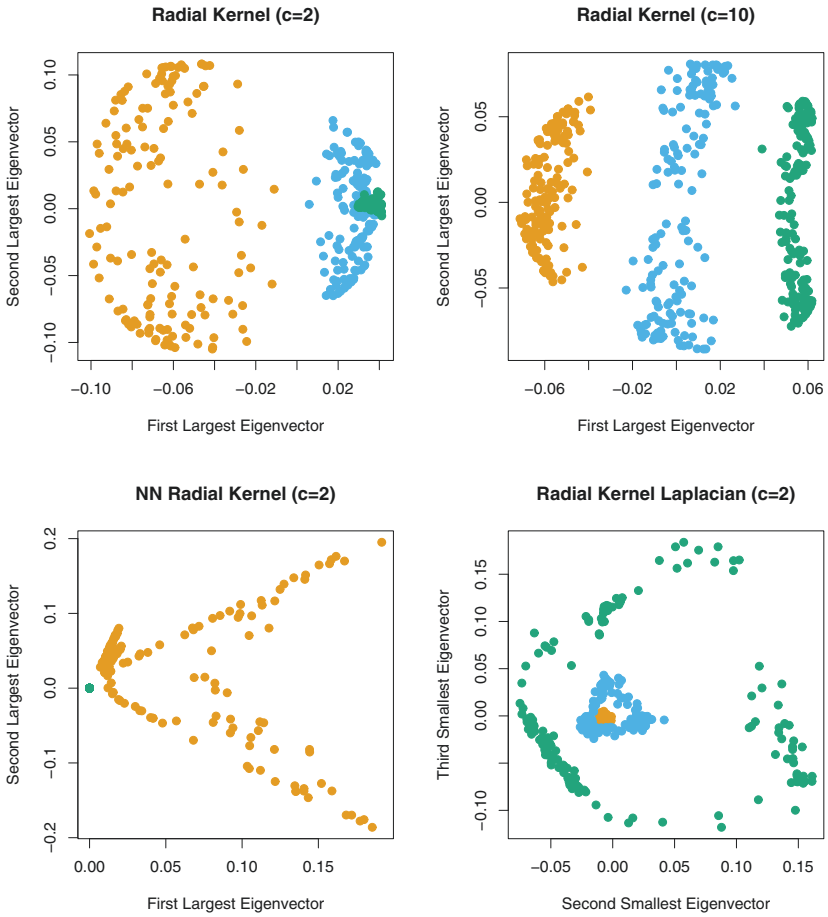 Radial Kernel (c=2)
Second Largest Eigenvector
0.10
0.05
0.00
−0.05
−0.10
−0.10
−0.06
−0.02
0.02
First Largest Eigenvector
Radial Kernel (c=10)
Second Largest Eigenvector
0.05
0.00
−0.05
−0.06
−0.02
0.02
0.06
First Largest Eigenvector
NN Radial Kernel (c=2)
Second Largest Eigenvector
0.2
0.1
0.0
−0.1
−0.2
0.00
0.05
0.10
0.15
First Largest Eigenvector
Radial Kernel Laplacian (c=2)
Third Smallest Eigenvector
0.15
0.05
0.00
−0.10
−0.05
0.00
0.05
0.10
0.15
Second Smallest Eigenvector